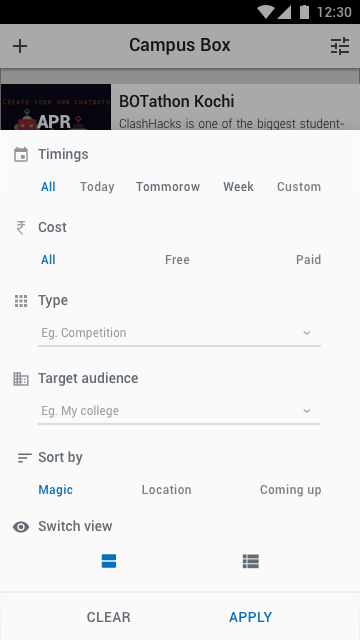 12:30
Campus Box
CREATE YOUR OWN CHATBOTS
APR
BOTathon Kochi
ClashHacks is one of the biggest student-
Timings
All Today Tommorow Week Custom
₹ Cost
All Free Paid
Type
Eg. Competition
Target audience
Eg. My college
Sort by
Magic Location Coming up
Switch view
CLEAR APPLY